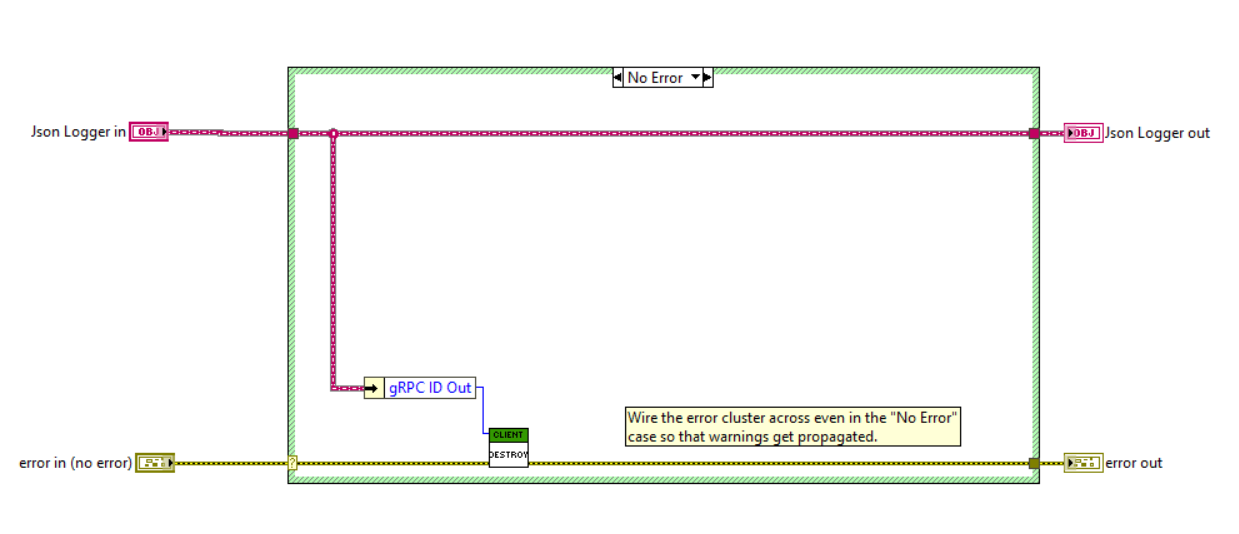 No Error
Json Logger in
OBJ
OBJ
Json Logger out
gRPC ID Out
Wire the error cluster across even in the "No Error"
case so that warnings get propagated.
CLIENT
DESTROY
error in (no error)
?
error out